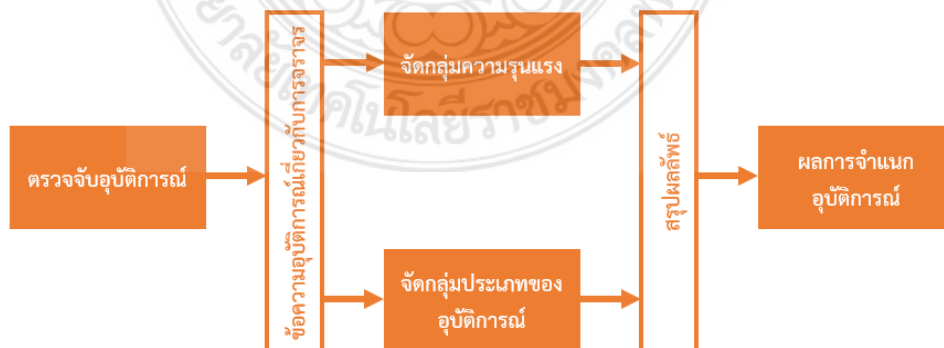 ตรวจจับอุบัติการณ์
ข้อความอุบัติการณ์เกี่ยวกับการจราจร
จัดกลุ่มความรุนแรง
จัดกลุ่มประเภทของ
อุบัติการณ์
สรุปผลลัพธ์
ผลการจำแนก
อุบัติการณ์